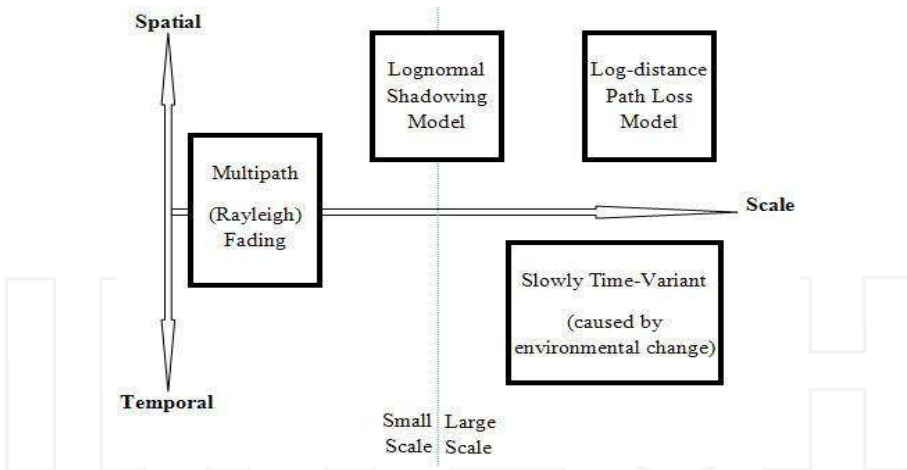 Spatial
Lognormal
Shadowing
Model
Log-distance
Path Loss
Model
Multipath
(Rayleigh)
Fading
Scale
Slowly Time-Variant
(caused by
environmental change)
Temporal
Small
Scale
Large
Scale